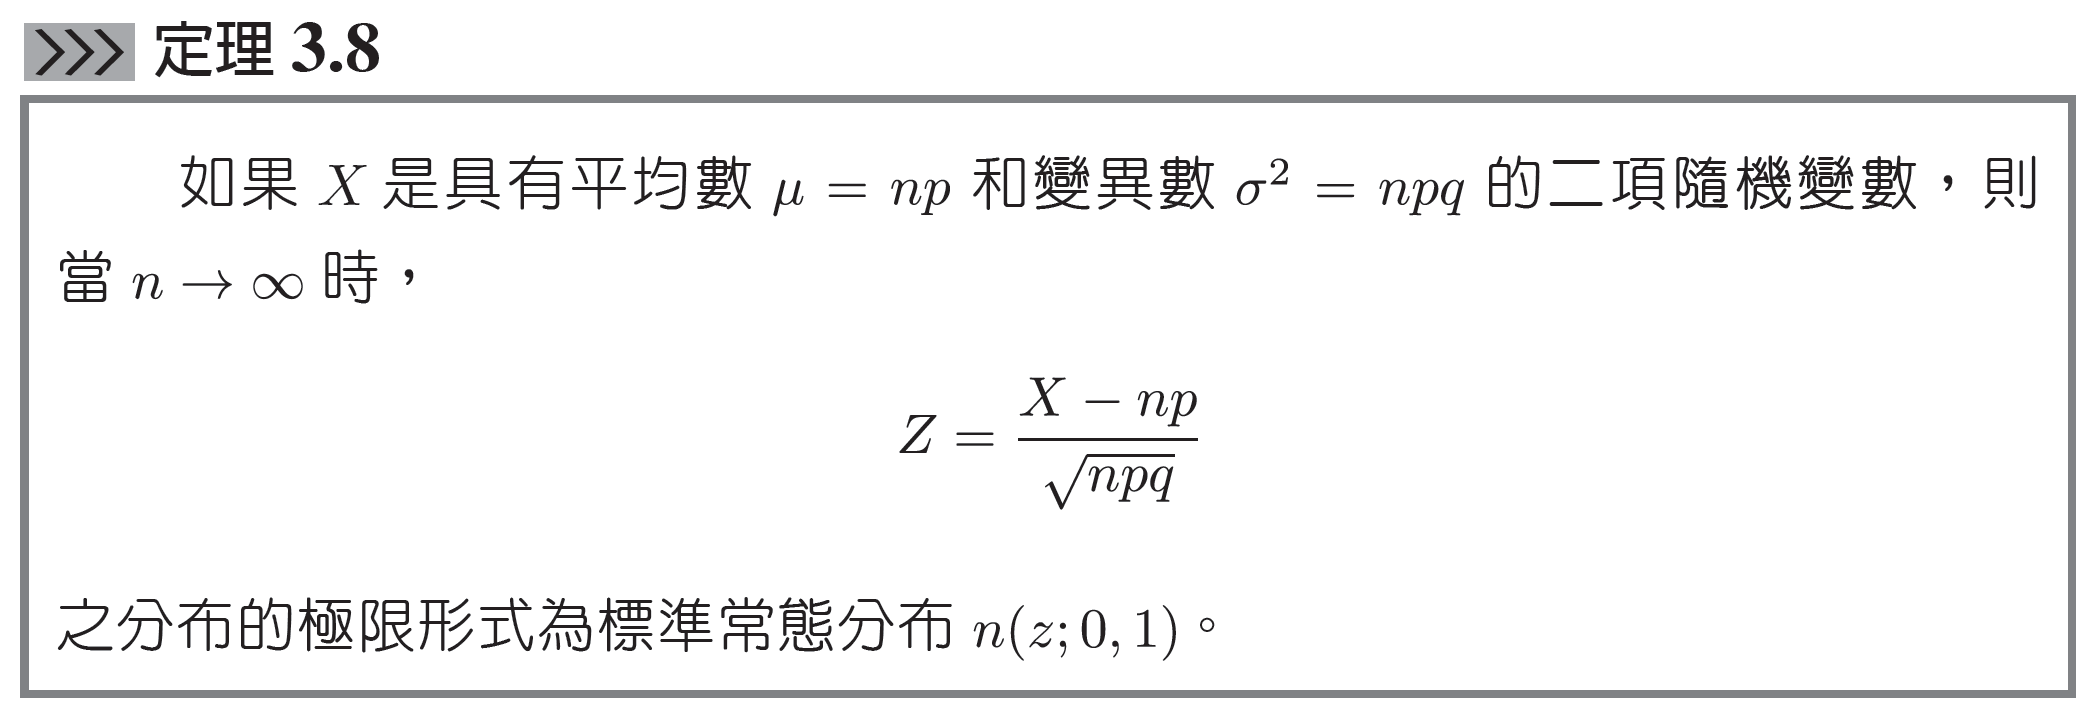 定理 3.8
如果 X 是具有平均數 μ = np 和變異數 σ² = npq 的二項隨機變數，則
當 n → ∞ 時，
Z = \frac{X - np}{\sqrt{npq}}
之分布的極限形式為標準常態分布 n(z; 0, 1)。